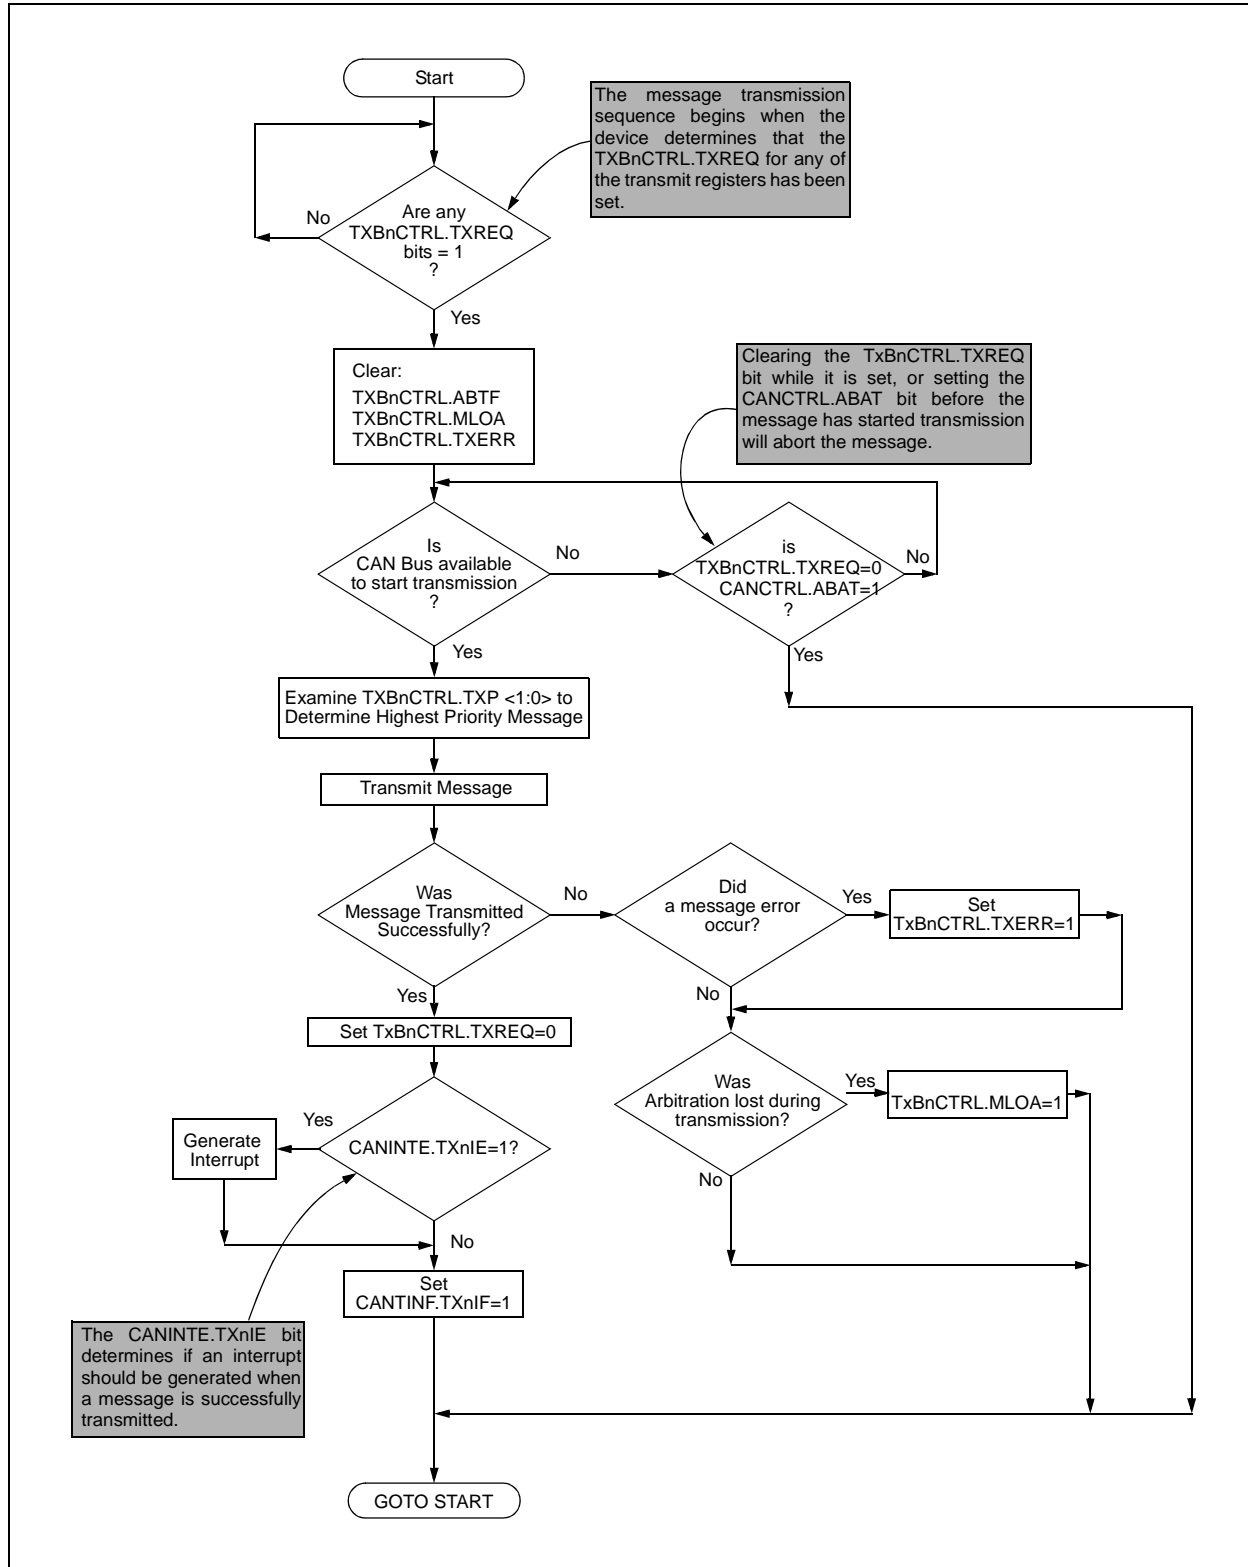 Start
The message transmission
sequence begins when the
device determines that the
TXBnCTRL.TXREQ for any of
the transmit registers has been
set.
No
Are any
TXBnCTRL.TXREQ
bits = 1
?
Yes
Clear:
TXBnCTRL.ABTF
TXBnCTRL.MLOA
TXBnCTRL.TXERR
Clearing the TxBnCTRL.TXREQ
bit while it is set, or setting the
CANCTRL.ABAT bit before the
message has started transmission
will abort the message.
Is
CAN Bus available
to start transmission
?
No
is
TXBnCTRL.TXREQ=0
CANCTRL.ABAT=1
?
No
Yes
Yes
Examine TXBnCTRL.TXP <1:0> to
Determine Highest Priority Message
Transmit Message
Was
Message Transmitted
Successfully?
No
Did
a message error
occur?
Yes
Set
TxBnCTRL.TXERR=1
Yes
No
Set TxBnCTRL.TXREQ=0
Was
Arbitration lost during
transmission?
Yes
TxBnCTRL.MLOA=1
No
Yes
Generate
Interrupt
CANINTE.TXnIE=1?
No
Set
CANTINF.TXnIF=1
The CANINTE.TXnIE bit
determines if an interrupt
should be generated when
a message is successfully
transmitted.
GOTO START